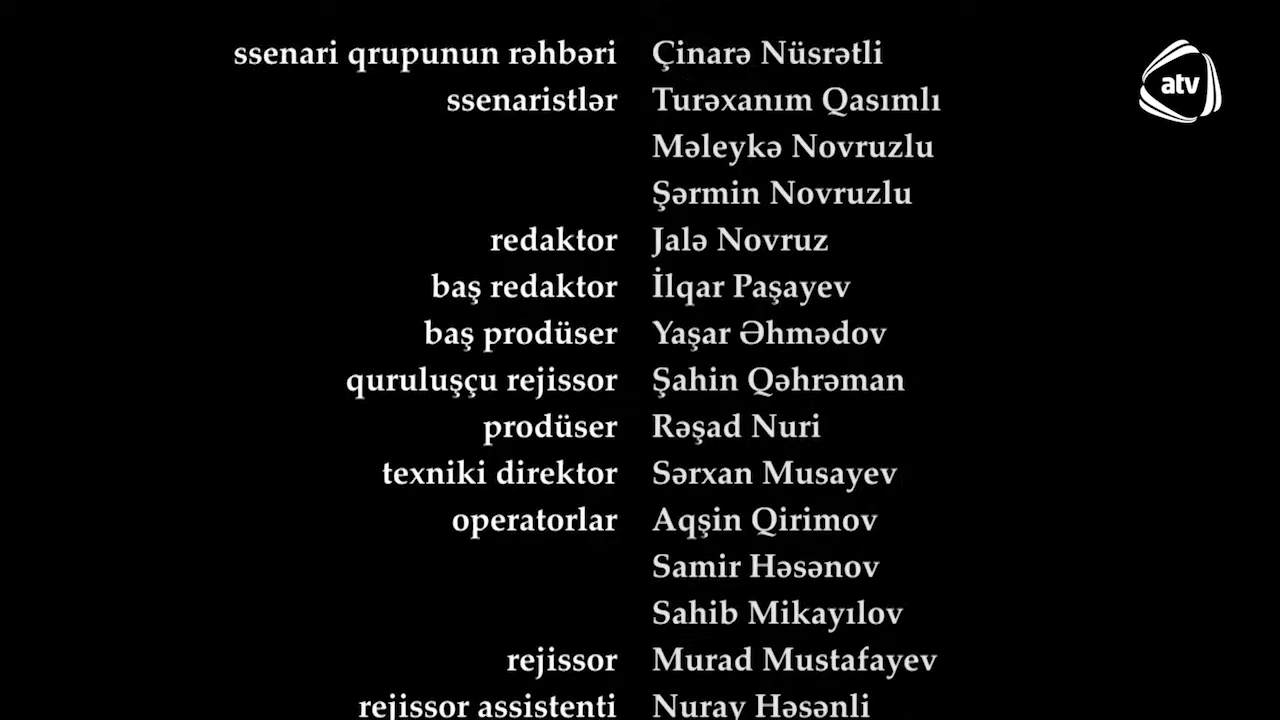 ssenari qrupunun rəhbəri Çinarə Nüsrətli
ssenaristlər Turəxanım Qasımlı
Məleykə Novruzlu
Şərmin Novruzlu
redaktor Jalə Novruz
baş redaktor İlqar Paşayev
baş prodüser Yaşar Əhmədov
quruluşçu rejissor Şahin Qəhrəman
prodüser Rəşad Nuri
texniki direktor Sərxan Musayev
operatorlar Aqşin Qirimov
Samir Həsənov
Sahib Mikayılov
rejissor Murad Mustafayev
rejissor assistenti Nuray Həsənli
atv